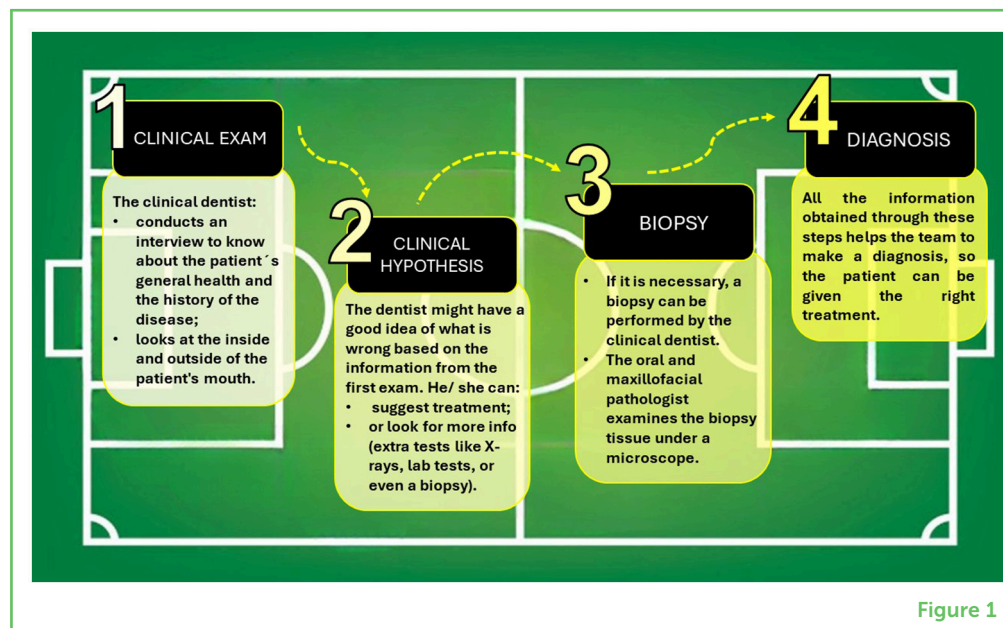 1
CLINICAL EXAM
The clinical dentist:
• conducts an
interview to know
about the patient´s
general health and
the history of the
disease;
• looks at the inside
and outside of the
patient's mouth.
2
CLINICAL
HYPOTHESIS
The dentist might have a
good idea of what is
wrong based on the
information from the
first exam. He/ she can:
• suggest treatment;
• or look for more info
(extra tests like X-
rays, lab tests, or
even a biopsy).
3
BIOPSY
• If it is necessary, a
biopsy can be
performed by the
clinical dentist.
• The oral and
maxillofacial
pathologist
examines the biopsy
tissue under a
microscope.
4
DIAGNOSIS
All the information
obtained through these
steps helps the team to
make a diagnosis, so
the patient can be
given the right
treatment.
Figure 1